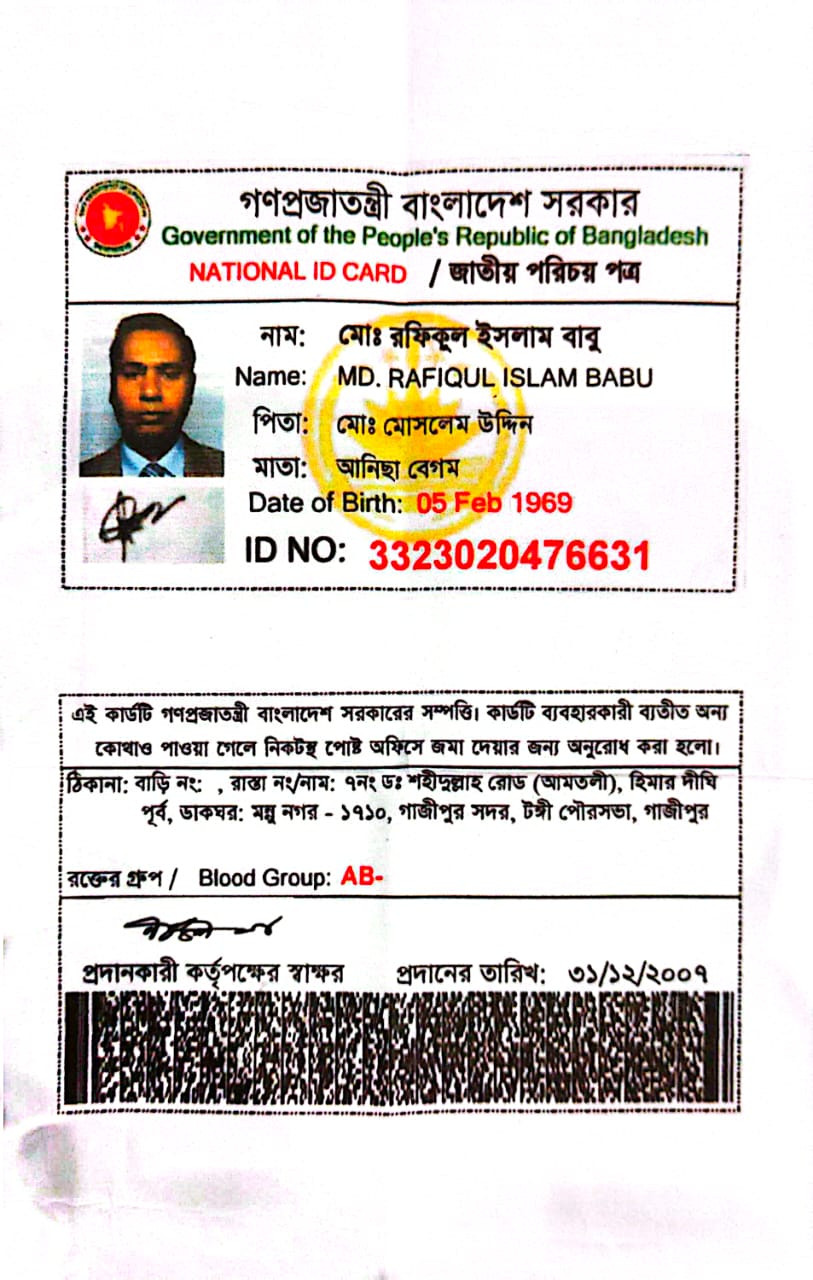 গণপ্রজাতন্ত্রী বাংলাদেশ সরকার
Government of the People's Republic of Bangladesh
NATIONAL ID CARD / জাতীয় পরিচয় পত্র
নাম: মোঃ রফিকুল ইসলাম বাবু
Name: MD. RAFIQUL ISLAM BABU
পিতা: মোঃ মোসলেম উদ্দিন
মাতা: আনিছা বেগম
Date of Birth: 05 Feb 1969
ID NO: 3323020476631
এই কার্ডটি গণপ্রজাতন্ত্রী বাংলাদেশ সরকারের সম্পত্তি। কার্ডটি ব্যবহারকারী ব্যতীত অন্য
কোথাও পাওয়া গেলে নিকটস্থ পোষ্ট অফিসে জমা দেয়ার জন্য অনুরোধ করা হলো।
ঠিকানা: বাড়ি নং: , রাস্তা নং/নাম: ৭নং ডঃ শহীদুল্লাহ রোড (আমতলী), হিমার দীঘি
পূর্ব, ডাকঘর: মন্নু নগর - ১৭১০, গাজীপুর সদর, টঙ্গী পৌরসভা, গাজীপুর
রক্তের গ্রুপ / Blood Group: AB-
প্রদানকারী কর্তৃপক্ষের স্বাক্ষর প্রদানের তারিখ: ৩১/১২/২০০৭